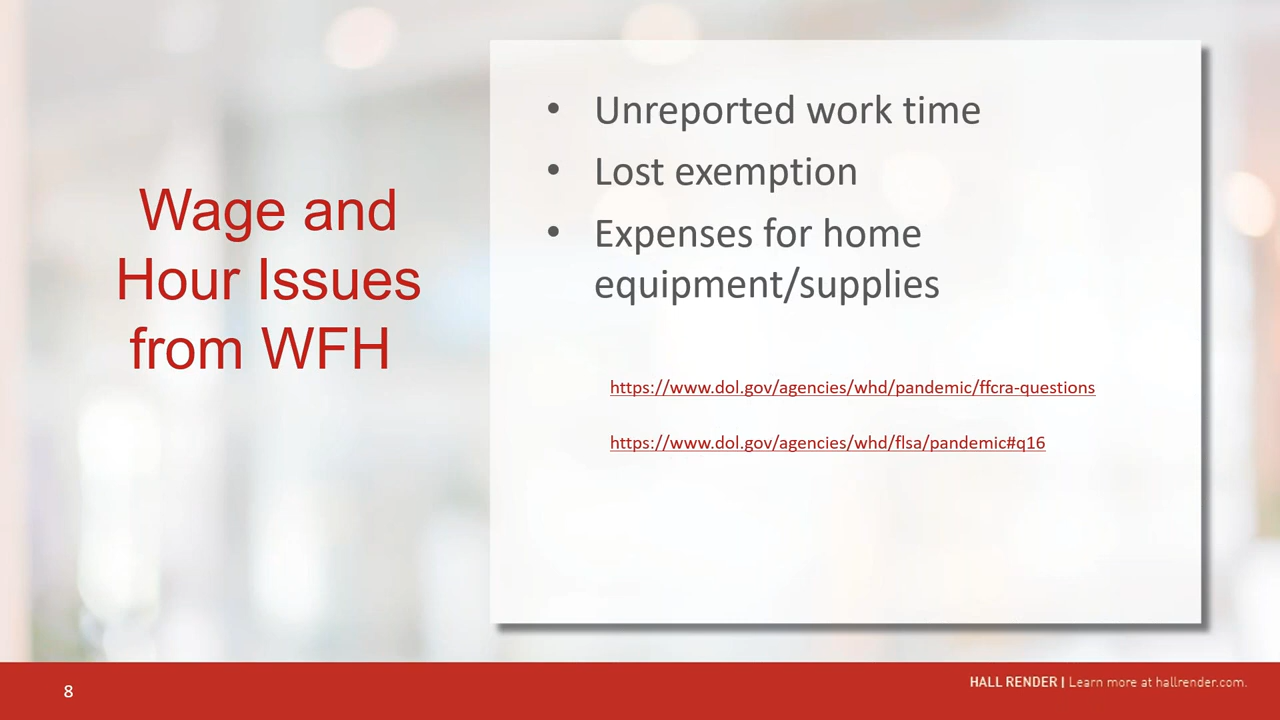 Wage and
Hour Issues
from WFH
• Unreported work time
• Lost exemption
• Expenses for home
equipment/supplies
https://www.dol.gov/agencies/whd/pandemic/ffcra-questions
https://www.dol.gov/agencies/whd/flsa/pandemic#q16
8
HALL RENDER | Learn more at hallrender.com.